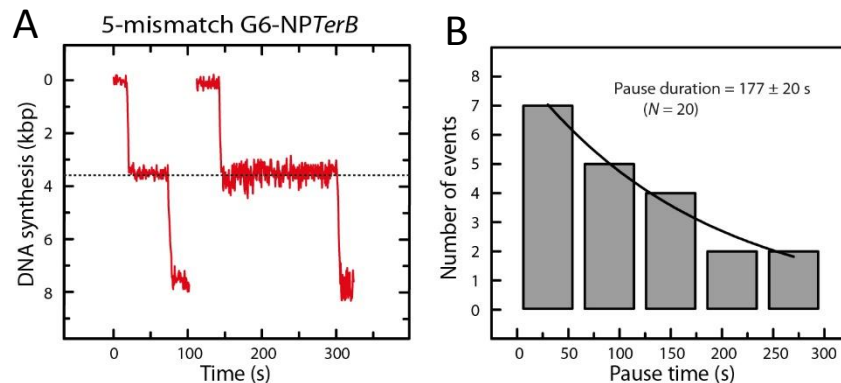 A
5-mismatch G6-NPTerB
DNA synthesis (kbp)
0
2
4
6
8
0 100 200 300
Time (s)
B
Number of events
8
7
6
5
4
3
2
1
0
Pause duration = 177 ± 20 s
(N = 20)
0 50 100 150 200 250 300
Pause time (s)